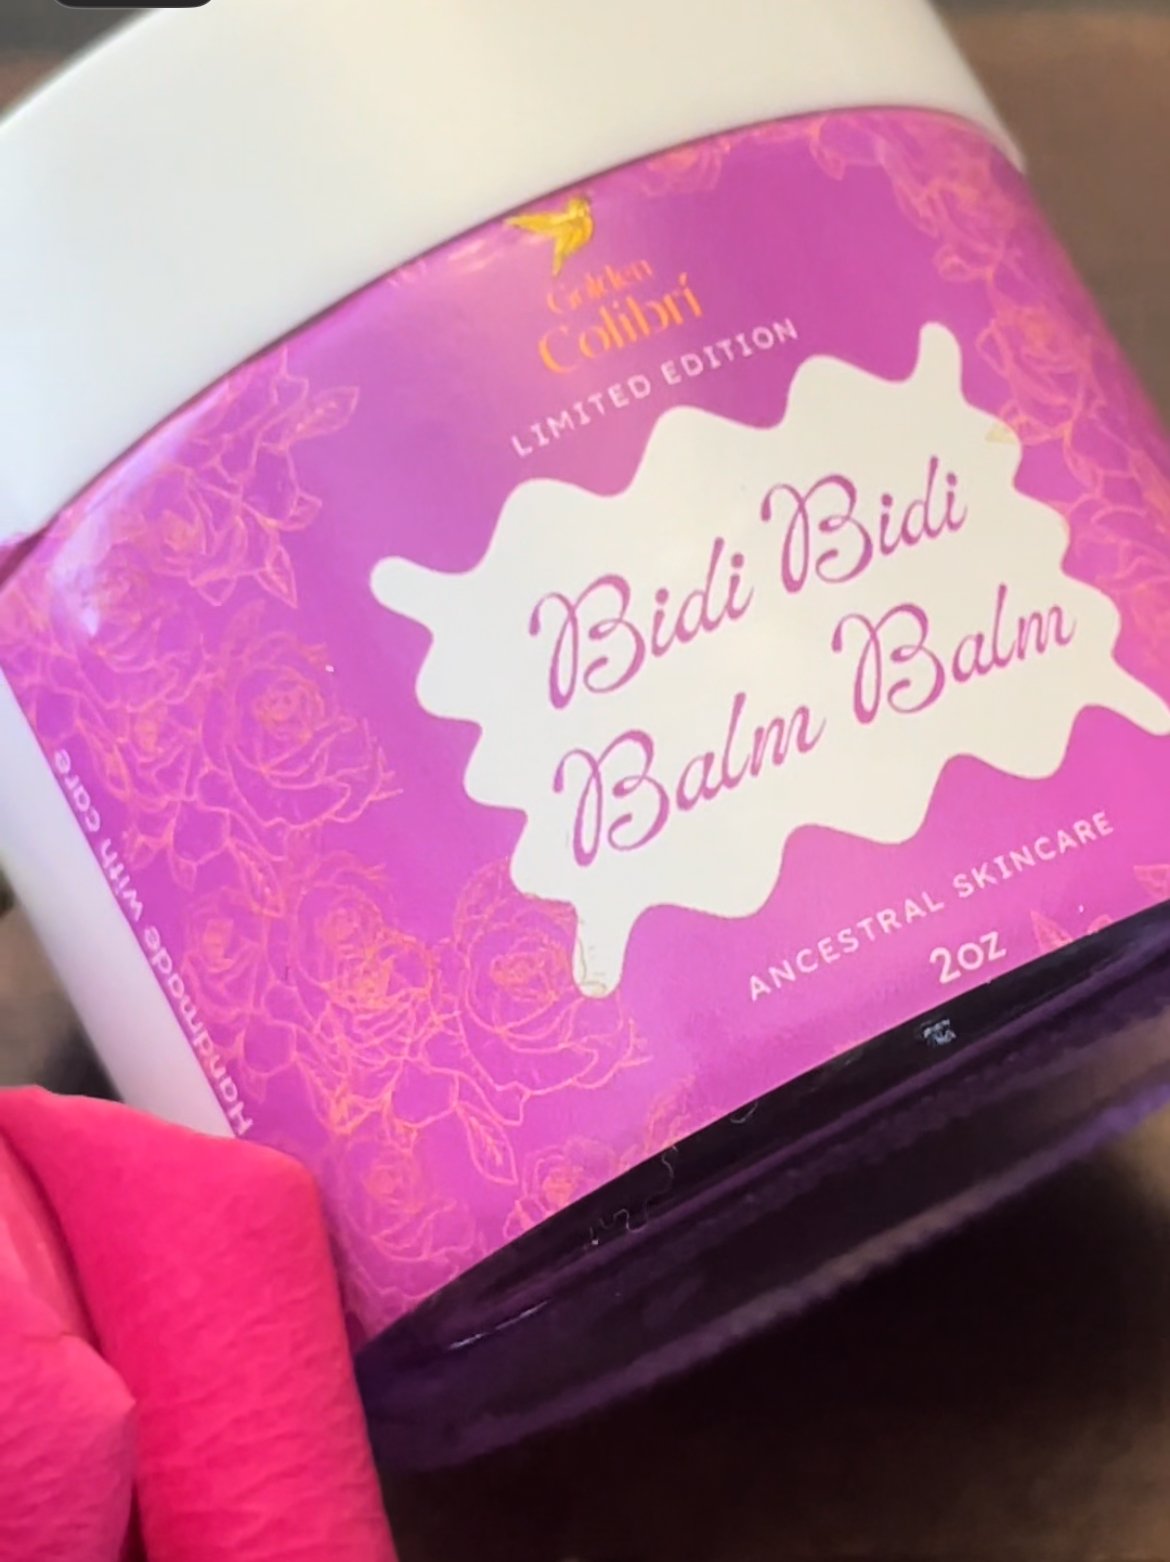 Golden
Colibrí
LIMITED EDITION
Bidi Bidi
Balm Balm
ANCESTRAL SKINCARE
2oz
Handmade with care